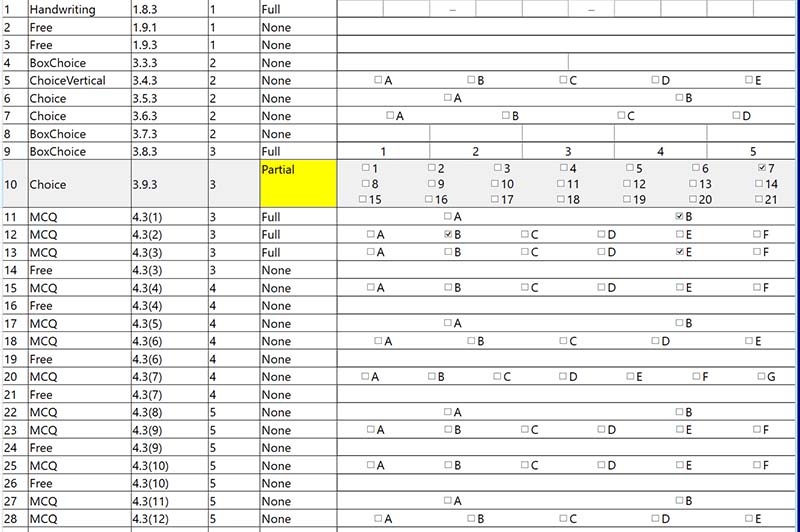 1 Handwriting 1.8.3 1 Full – –
2 Free 1.9.1 1 None
3 Free 1.9.3 1 None
4 BoxChoice 3.3.3 2 None
5 ChoiceVertical 3.4.3 2 None ☐A ☐B ☐C ☐D ☐E
6 Choice 3.5.3 2 None ☐A ☐B
7 Choice 3.6.3 2 None ☐A ☐B ☐C ☐D
8 BoxChoice 3.7.3 2 None
9 BoxChoice 3.8.3 3 Full 1 2 3 4 5
10 Choice 3.9.3 3 Partial ☐1 ☐2 ☐3 ☐4 ☐5 ☐6 ☑7
☐8 ☐9 ☐10 ☐11 ☐12 ☐13 ☐14
☐15 ☐16 ☐17 ☐18 ☐19 ☐20 ☐21
11 MCQ 4.3(1) 3 Full ☐A ☑B
12 MCQ 4.3(2) 3 Full ☐A ☑B ☐C ☐D ☐E ☐F
13 MCQ 4.3(3) 3 Full ☐A ☐B ☐C ☐D ☑E ☐F
14 Free 4.3(3) 3 None
15 MCQ 4.3(4) 4 None ☐A ☐B ☐C ☐D ☐E ☐F
16 Free 4.3(4) 4 None
17 MCQ 4.3(5) 4 None ☐A ☐B
18 MCQ 4.3(6) 4 None ☐A ☐B ☐C ☐D ☐E
19 Free 4.3(6) 4 None
20 MCQ 4.3(7) 4 None ☐A ☐B ☐C ☐D ☐E ☐F ☐G
21 Free 4.3(7) 4 None
22 MCQ 4.3(8) 5 None ☐A ☐B
23 MCQ 4.3(9) 5 None ☐A ☐B ☐C ☐D ☐E ☐F
24 Free 4.3(9) 5 None
25 MCQ 4.3(10) 5 None ☐A ☐B ☐C ☐D ☐E ☐F
26 Free 4.3(10) 5 None
27 MCQ 4.3(11) 5 None ☐A ☐B
28 MCQ 4.3(12) 5 None ☐A ☐B ☐C ☐D ☐E